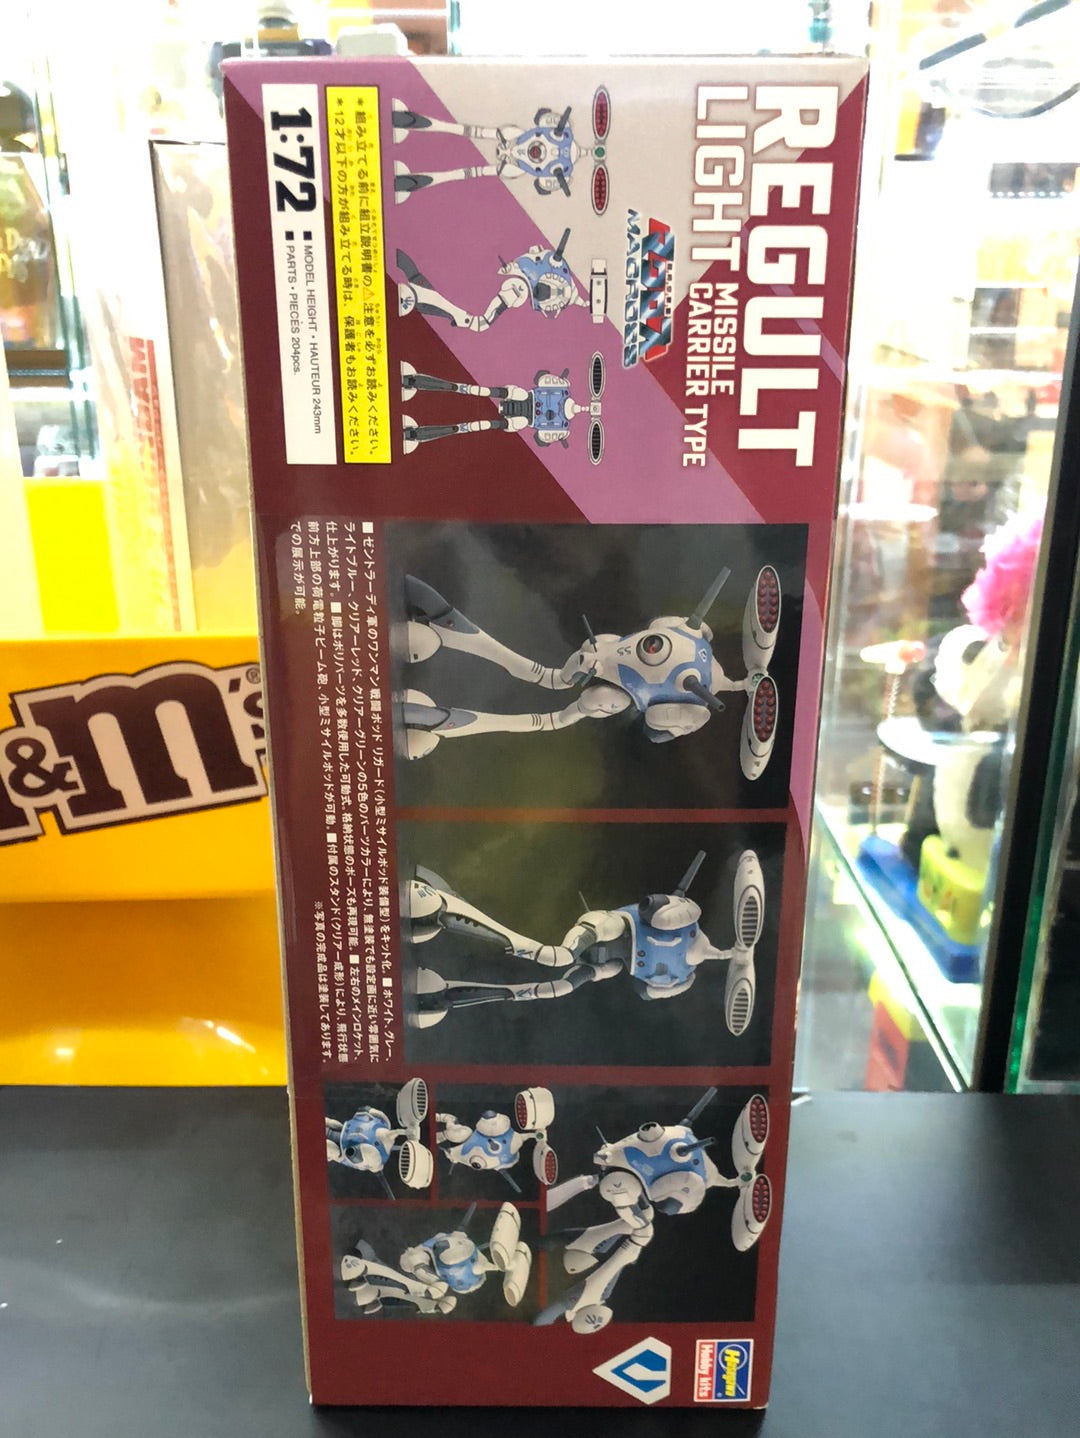 REGULT
LIGHT MISSILE
CARRIER TYPE
MACROSS
1:72
■ MODEL HEIGHT・HAUTEUR 243mm
■ PARTS・PIECES 204pcs.
＊組み立てる前に組立説明書の⚠注意を必ずお読みください。
＊12才以下の方が組み立てる時は、保護者もお読みください。
■ゼントラーディ軍のワンマン戦闘ポッド リガード(小型ミサイルポッド装備型)をキット化。■ホワイト、グレー、
ライトブルー、クリアーレッド、クリアーグリーンの5色のパーツカラーにより、無塗装でも設定画に近い雰囲気に
仕上がります。■脚はポリパーツを多数使用した可動式。格納状態のポーズも再現可能。■左右のメインロケット、
前方上部の荷電粒子ビーム砲、小型ミサイルポッドが可動。■付属のスタンド(クリアー成形)により、飛行状態
での展示が可能。
※写真の完成品は塗装してあります。
Hasegawa
Hobby kits
&m's